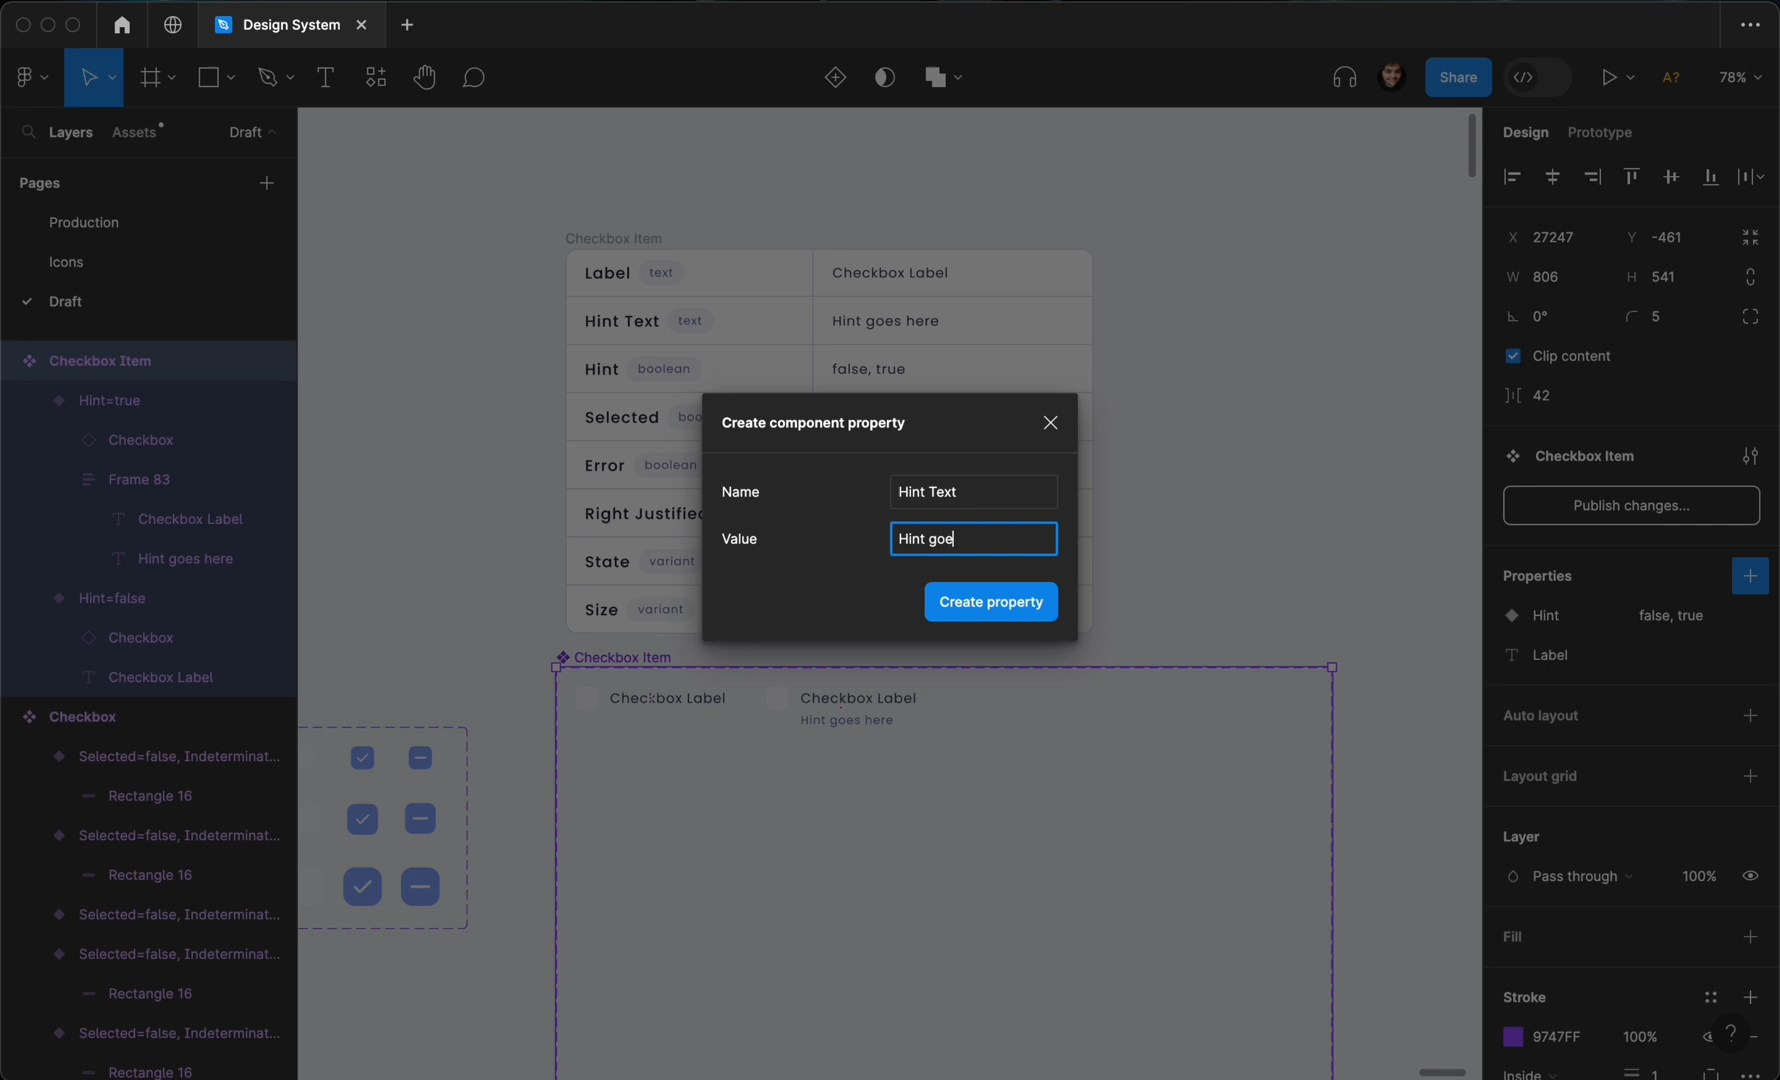 Design System
Share
A?
78%
Layers
Assets
Draft
Pages
Production
Icons
Draft
Checkbox Item
Hint=true
Checkbox
Frame 83
Checkbox Label
Hint goes here
Hint=false
Checkbox
Checkbox Label
Checkbox
Selected=false, Indeterminat...
Rectangle 16
Selected=false, Indeterminat...
Rectangle 16
Selected=false, Indeterminat...
Selected=false, Indeterminat...
Rectangle 16
Selected=false, Indeterminat...
Rectangle 16
Checkbox Item
Label text Checkbox Label
Hint Text text Hint goes here
Hint boolean false, true
Selected boo
Error boolean
Right Justified
State variant
Size variant
Create component property
Name Hint Text
Value Hint goe
Create property
Checkbox Item
Checkbox Label
Checkbox Label
Hint goes here
Design
Prototype
X 27247 Y -461
W 806 H 541
0° 5
Clip content
42
Checkbox Item
Publish changes...
Properties
Hint false, true
Label
Auto layout
Layout grid
Layer
Pass through 100%
Fill
Stroke
9747FF 100%
?
Inside 1